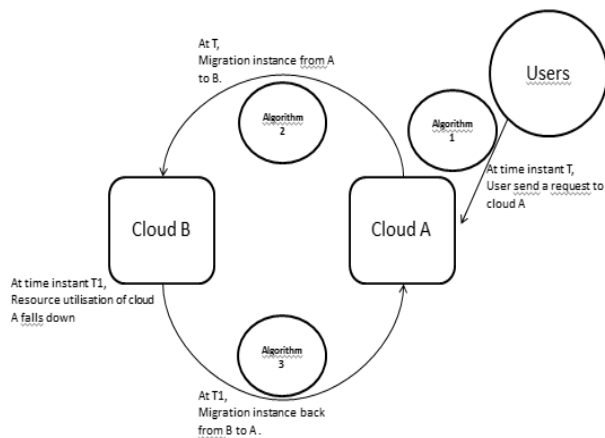 At T,
Migration instance from A
to B.
Users
Algorithm
2
Algorithm
1
At time instant T,
User send a request to
cloud A
Cloud B
Cloud A
At time instant T1,
Resource utilisation of cloud
A falls down
Algorithm
3
At T1,
Migration instance back
from B to A .